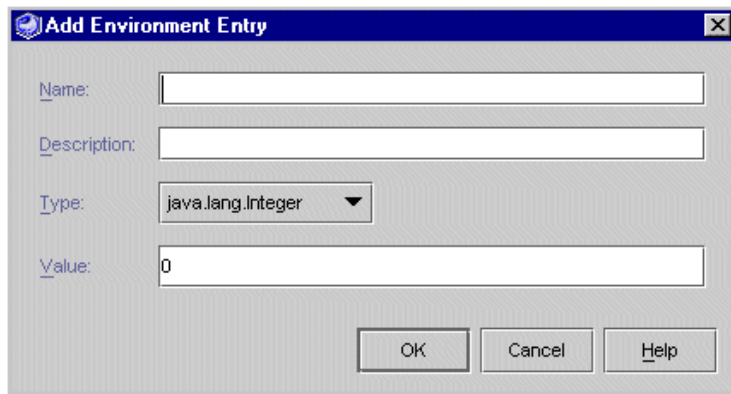 Add Environment Entry
Name:
Description:
Type: java.lang.Integer
Value: 0
OK Cancel Help